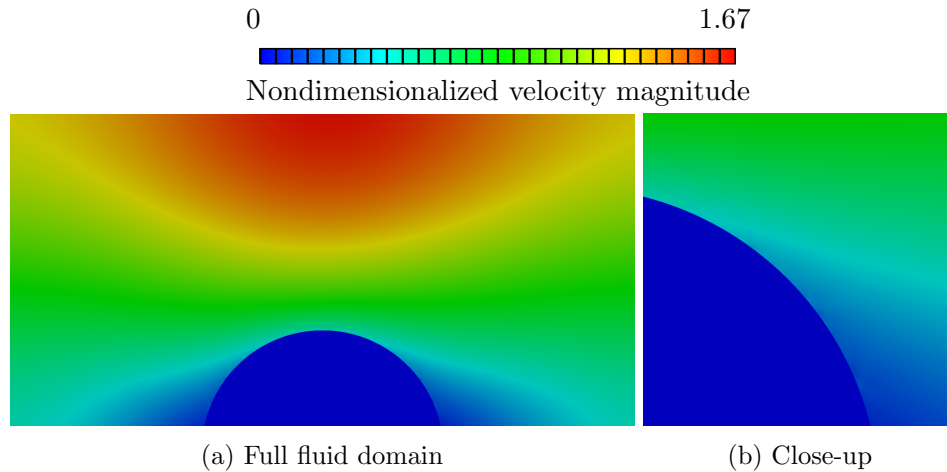 0 1.67
Nondimensionalized velocity magnitude
(a) Full fluid domain
(b) Close-up